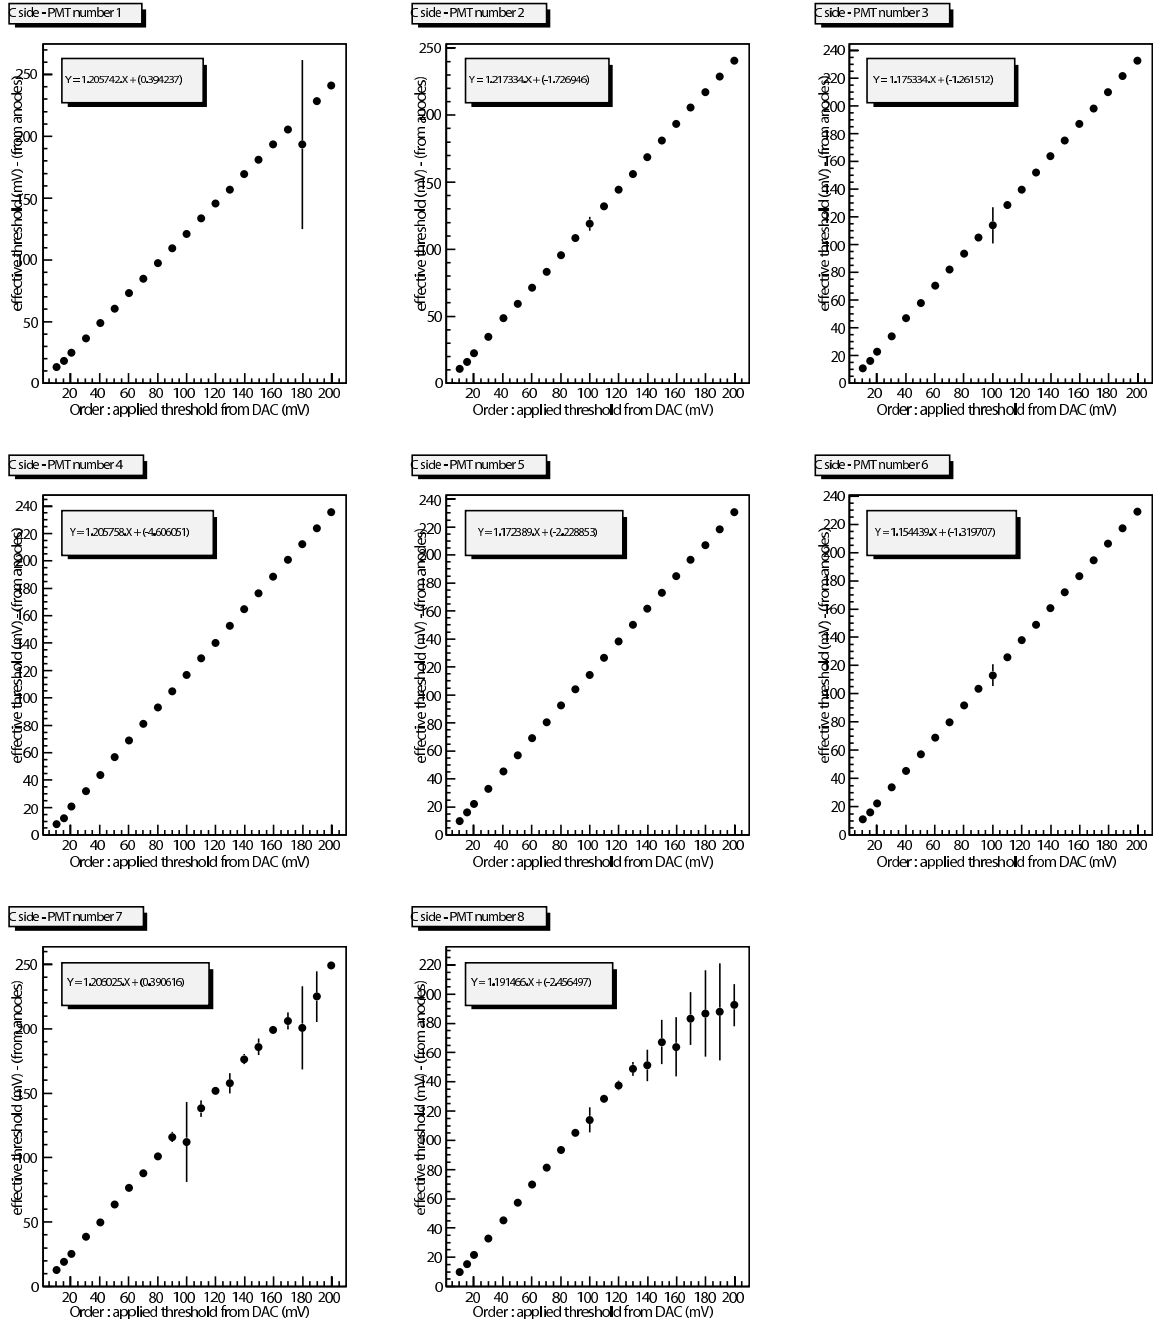 C side - PMT number 1
Y = 1.205742.X + (0.394237)
effective threshold (mV) - (from anodes)
250
200
150
100
50
0
20 40 60 80 100 120 140 160 180 200
Order : applied threshold from DAC (mV)
C side - PMT number 2
= 1.217334.X + (-1.726946)
effective threshold (mV) - (from anodes)
250
200
150
100
50
0
20 40 60 80 100 120 140 160 180 200
Order : applied threshold from DAC (mV)
C side - PMT number 3
Y = 1.175334.X + (-1.261512)
effective threshold (mV) - (from anodes)
240
220
200
180
160
140
120
100
80
60
40
20
0
20 40 60 80 100 120 140 160 180 200
Order : applied threshold from DAC (mV)
C side - PMT number 4
Y = 1.205758.X + (-4.606051)
effective threshold (mV) - (from anodes)
240
220
200
180
160
140
120
100
80
60
40
20
0
20 40 60 80 100 120 140 160 180 200
Order : applied threshold from DAC (mV)
C side - PMT number 5
Y = 1.172389.X + (-2.228853)
effective threshold (mV) - (from anodes)
240
220
200
180
160
140
120
100
80
60
40
20
0
20 40 60 80 100 120 140 160 180 200
Order : applied threshold from DAC (mV)
C side - PMT number 6
Y = 1.154439.X + (-1.319707)
effective threshold (mV) - (from anodes)
240
220
200
180
160
140
120
100
80
60
40
20
0
20 40 60 80 100 120 140 160 180 200
Order : applied threshold from DAC (mV)
C side - PMT number 7
Y = 1.206025.X + (0.390616)
effective threshold (mV) - (from anodes)
250
200
150
100
50
0
20 40 60 80 100 120 140 160 180 200
Order : applied threshold from DAC (mV)
C side - PMT number 8
Y = 1.191466.X + (-2.456497)
effective threshold (mV) - (from anodes)
220
200
180
160
140
120
100
80
60
40
20
0
20 40 60 80 100 120 140 160 180 200
Order : applied threshold from DAC (mV)